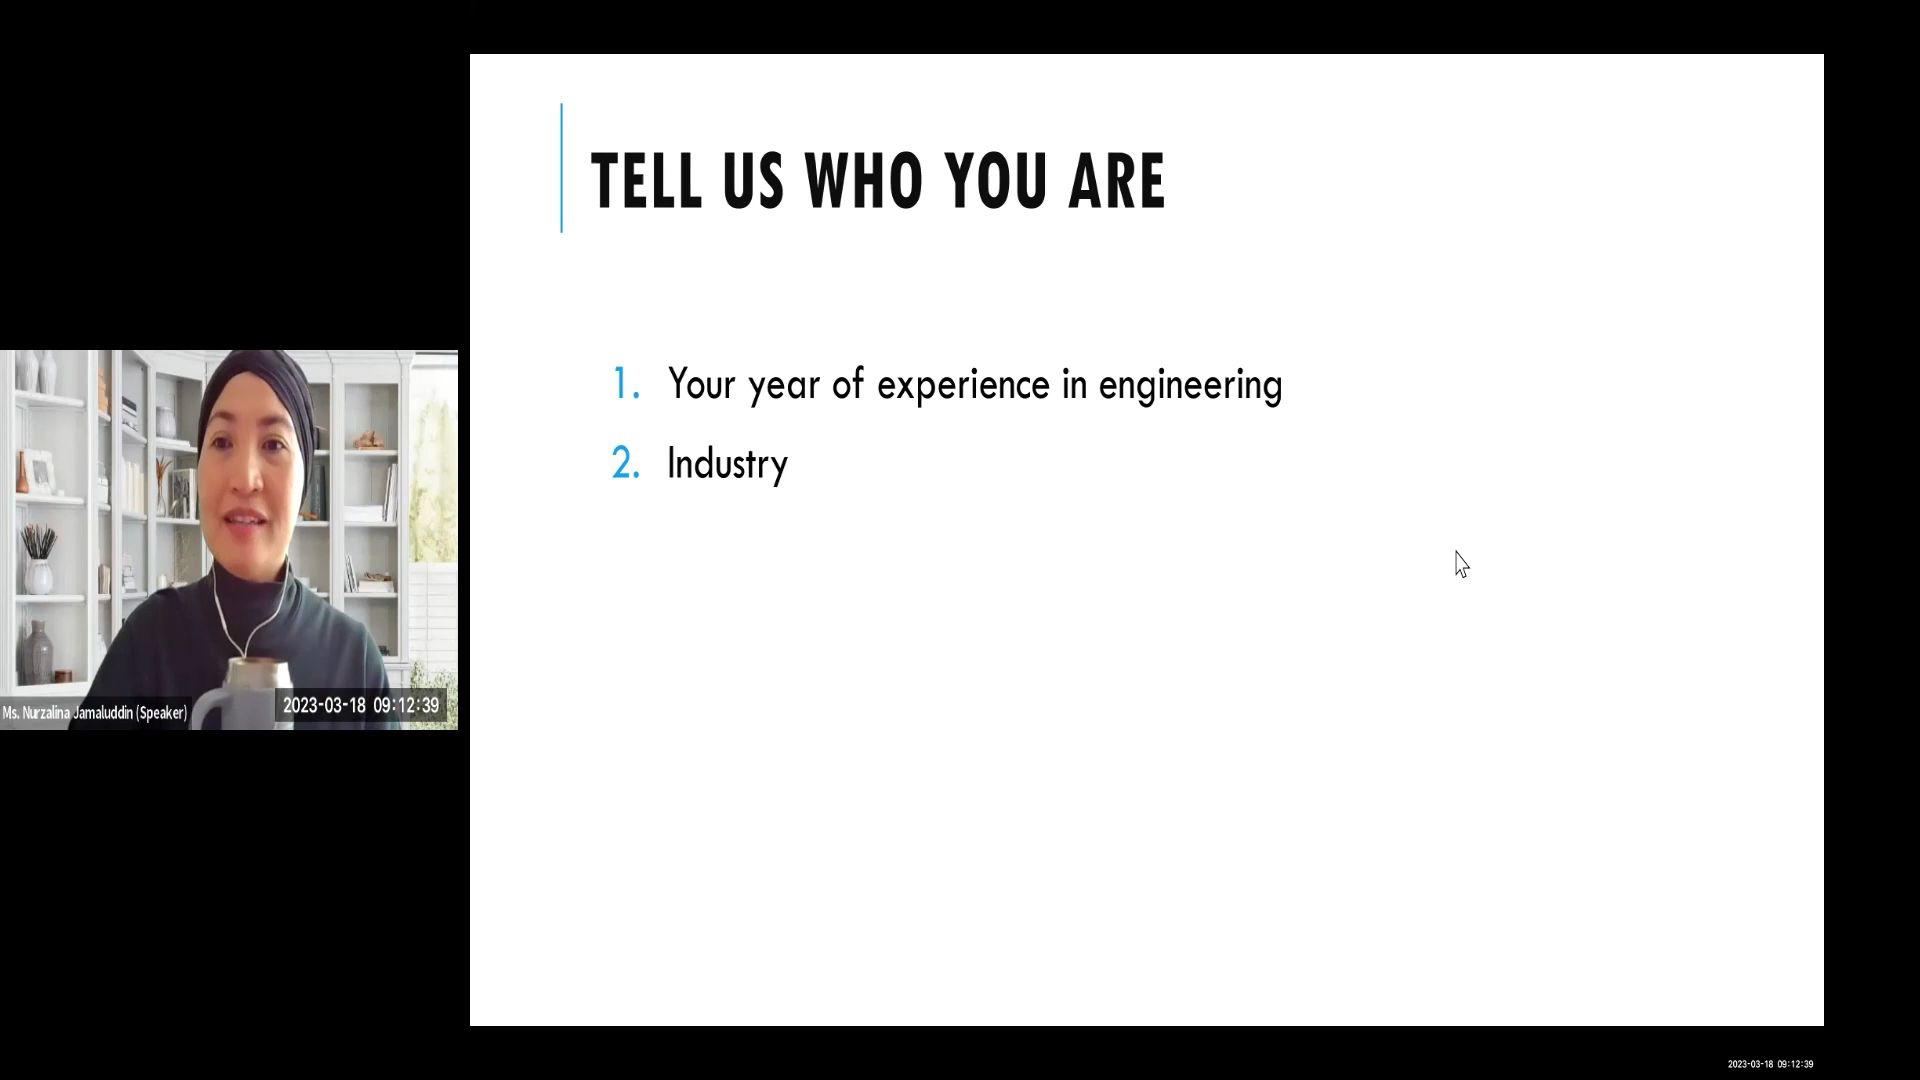 TELL US WHO YOU ARE
1. Your year of experience in engineering
2. Industry
Ms. Nurzalina Jamaluddin (Speaker)
2023-03-18 09:12:39
2023-03-18 09:12:39